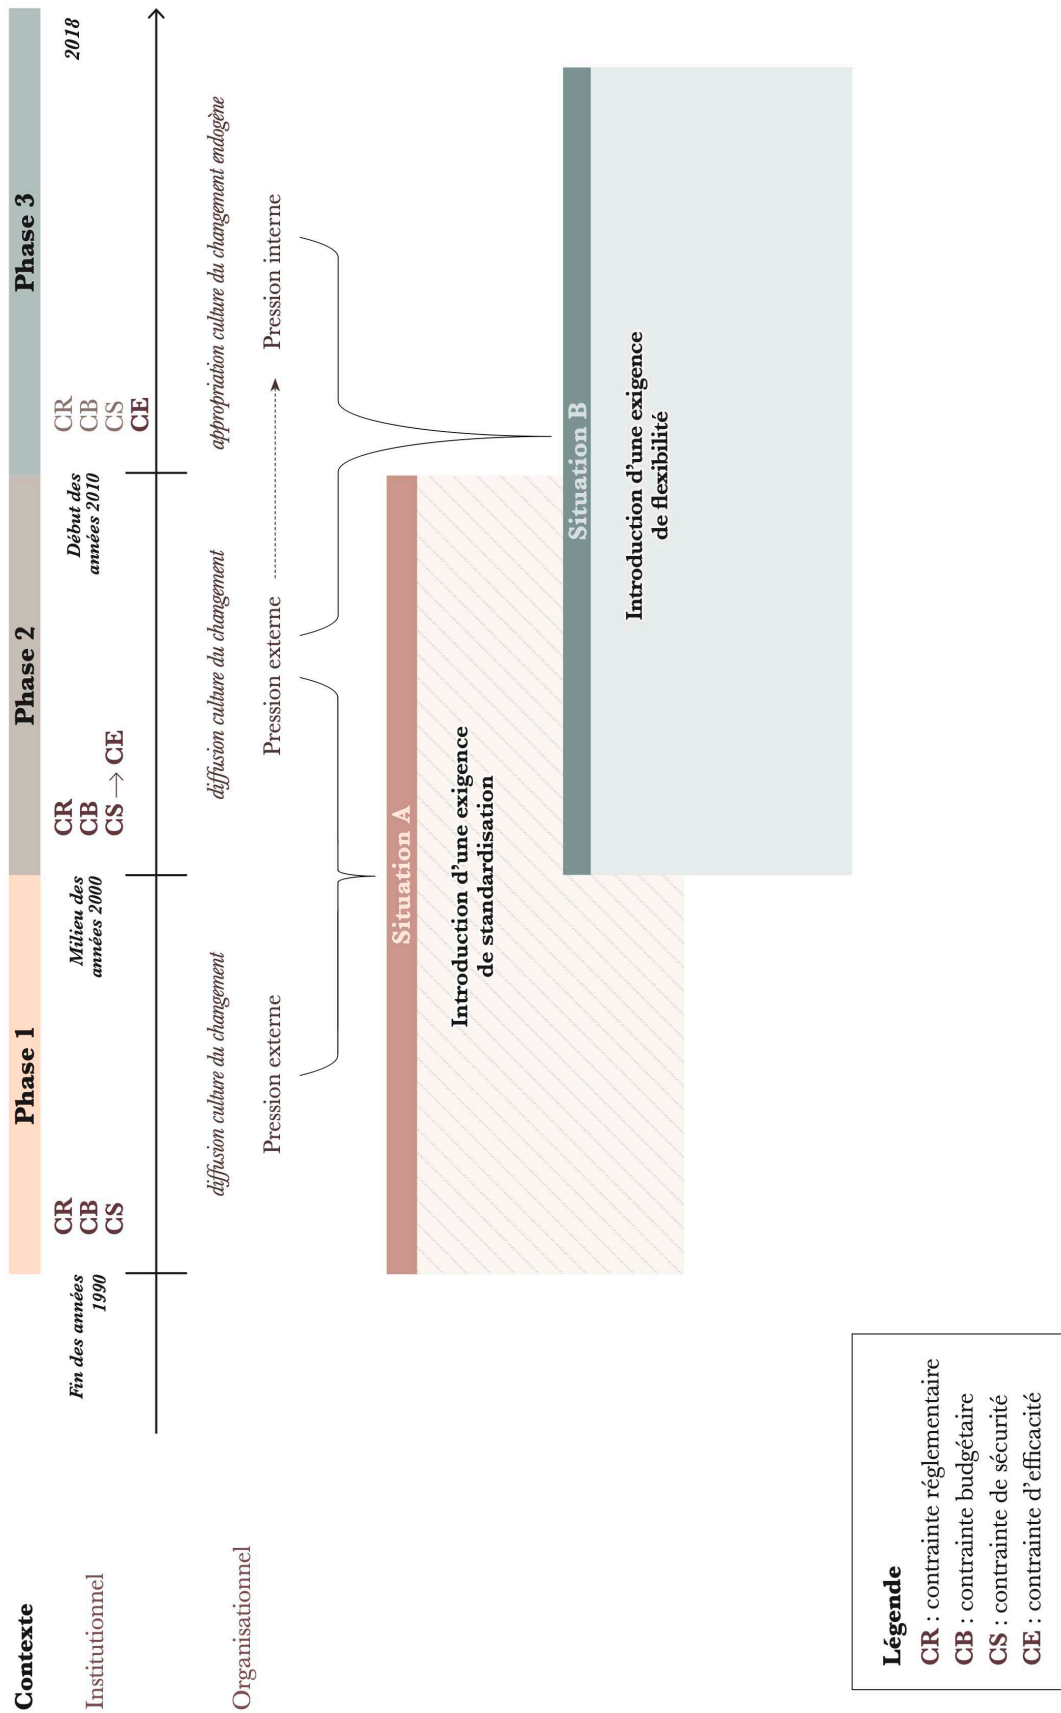 Contexte
Phase 1
Phase 2
Phase 3
Institutionnel
Fin des années
1990
CR
CB
CS
Milieu des
années 2000
CR
CB
CS → CE
Début des
années 2010
CR
CB
CS
CE
2018
Organisationnel
diffusion culture du changement
diffusion culture du changement
appropriation culture du changement endogène
Pression externe
Pression externe
Pression interne
Situation A
Introduction d'une exigence
de standardisation
Situation B
Introduction d'une exigence
de flexibilité
Légende
CR : contrainte réglementaire
CB : contrainte budgétaire
CS : contrainte de sécurité
CE : contrainte d'efficacité